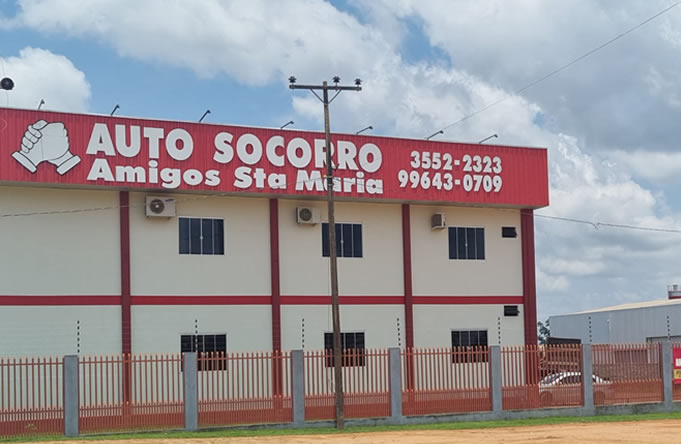 AUTO SOCORRO
Amigos Sta Maria
3552-2323
99643-0709